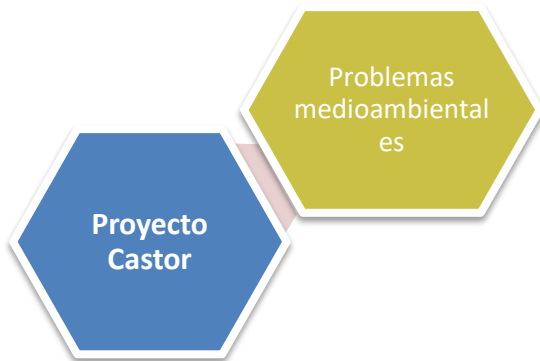 Problemas
medioambiental
es
Proyecto
Castor